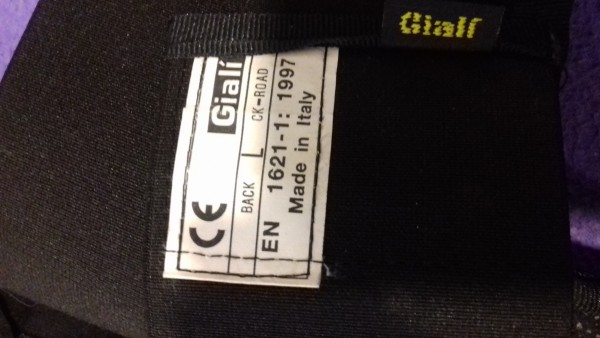 Giali
CE
Giali
BACK L CK-ROAD
EN 1621-1: 1997
Made in Italy